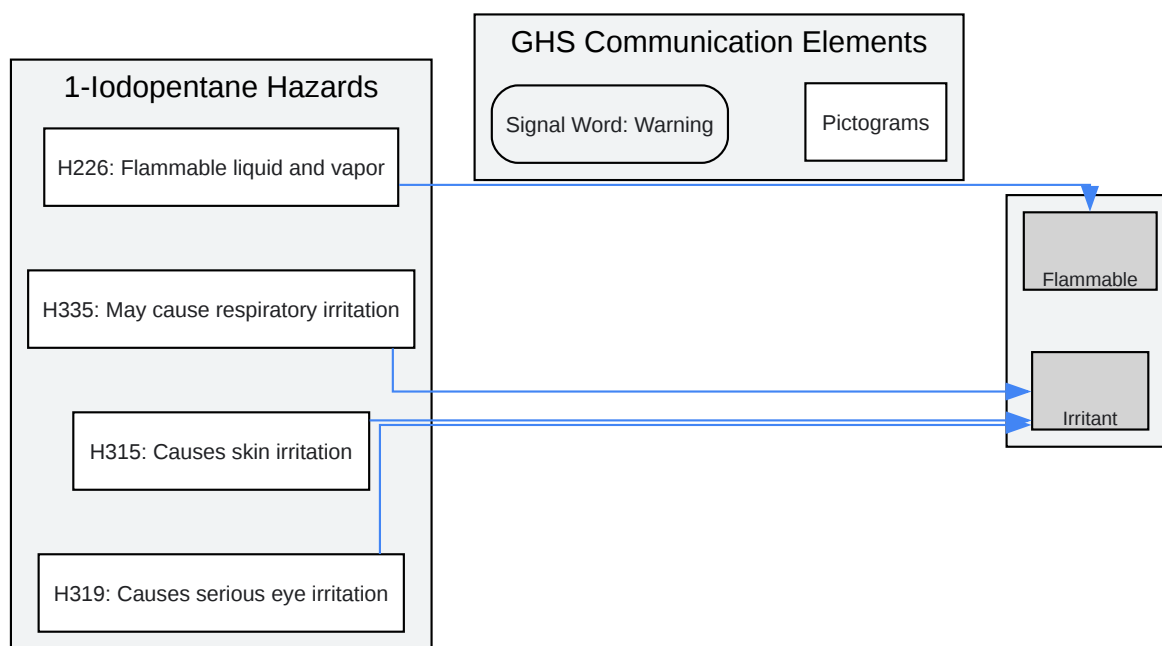 GHS Communication Elements
1-Iodopentane Hazards
Signal Word: Warning
Pictograms
H226: Flammable liquid and vapor
Flammable
H335: May cause respiratory irritation
Irritant
H315: Causes skin irritation
H319: Causes serious eye irritation